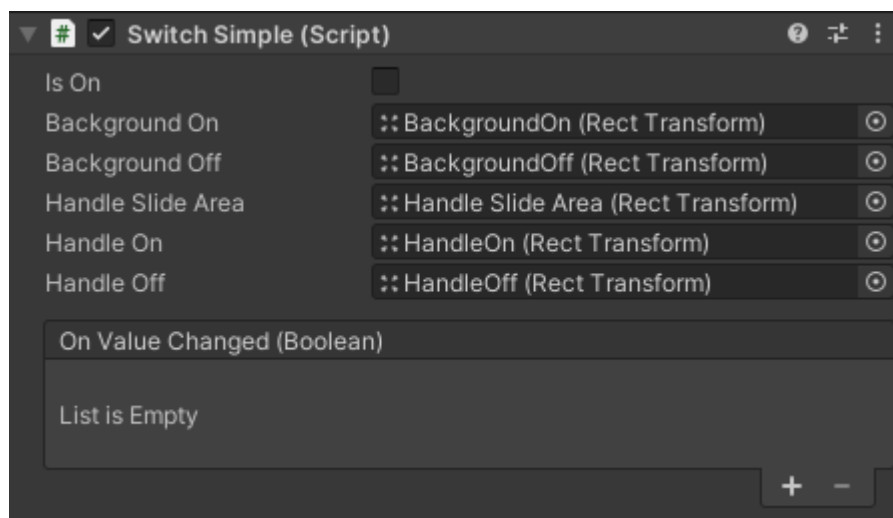 Switch Simple (Script)
Is On
Background On BackgroundOn (Rect Transform)
Background Off BackgroundOff (Rect Transform)
Handle Slide Area Handle Slide Area (Rect Transform)
Handle On HandleOn (Rect Transform)
Handle Off HandleOff (Rect Transform)
On Value Changed (Boolean)
List is Empty